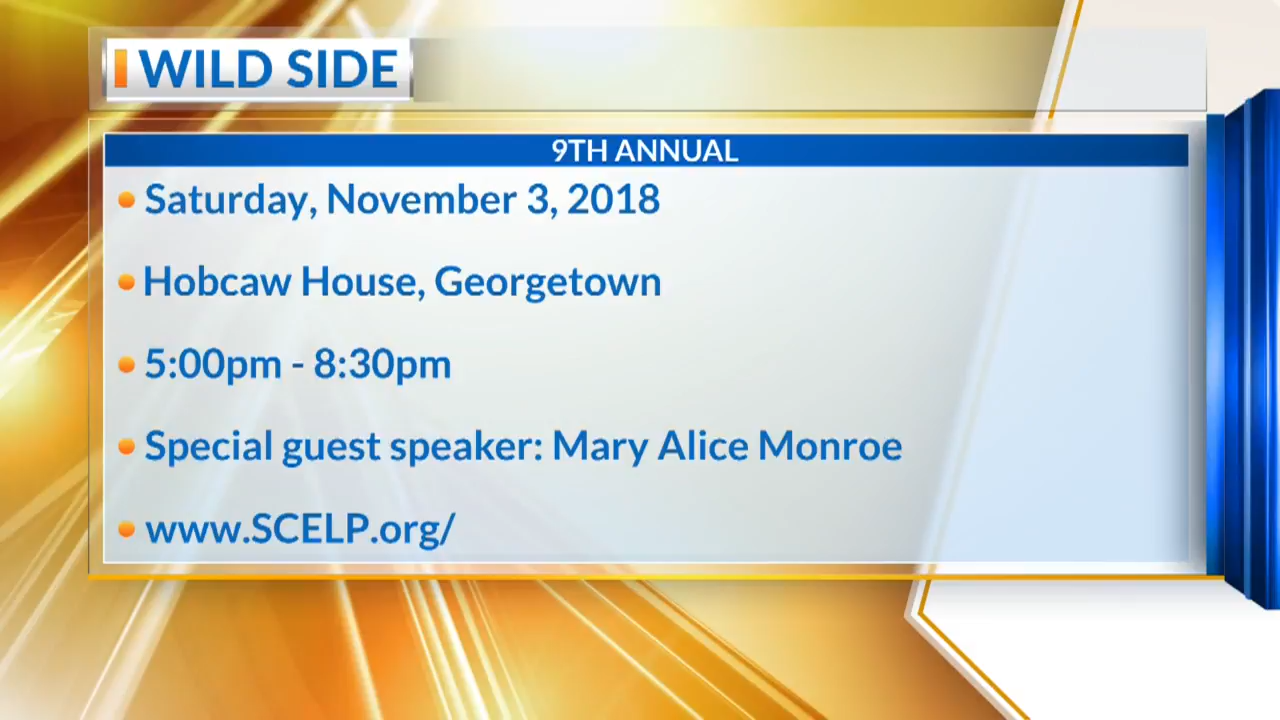 WILD SIDE
9TH ANNUAL
Saturday, November 3, 2018
Hobcaw House, Georgetown
5:00pm - 8:30pm
Special guest speaker: Mary Alice Monroe
www.SCELP.org/